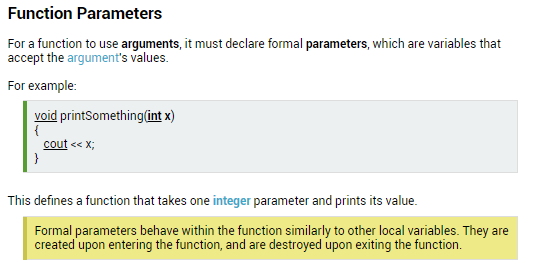 Function Parameters
For a function to use arguments, it must declare formal parameters, which are variables that
accept the argument's values.
For example:
void printSomething(int x)
{
cout << x;
}
This defines a function that takes one integer parameter and prints its value.
Formal parameters behave within the function similarly to other local variables. They are
created upon entering the function, and are destroyed upon exiting the function.